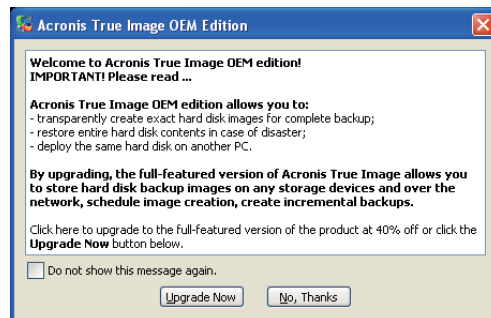 Acronis True Image OEM Edition
Welcome to Acronis True Image OEM edition!
IMPORTANT! Please read ...
Acronis True Image OEM edition allows you to:
- transparently create exact hard disk images for complete backup;
- restore entire hard disk contents in case of disaster;
- deploy the same hard disk on another PC.
By upgrading, the full-featured version of Acronis True Image allows you
to store hard disk backup images on any storage devices and over the
network, schedule image creation, create incremental backups.
Click here to upgrade to the full-featured version of the product at 40% off or click the
Upgrade Now button below.
Do not show this message again.
Upgrade Now
No, Thanks